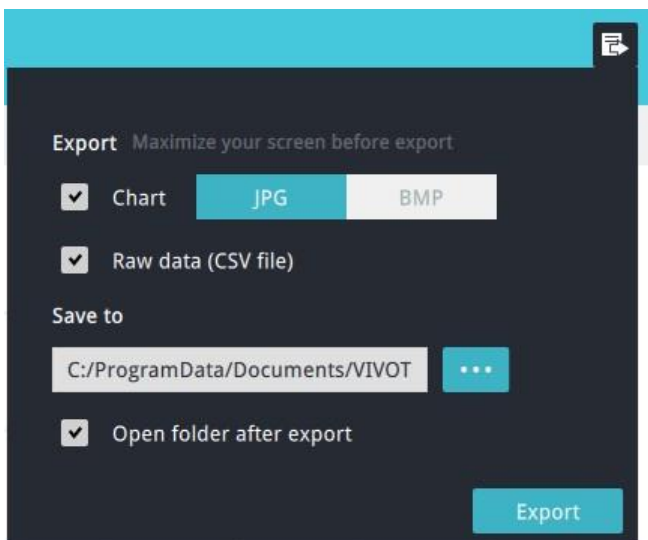 Export Maximize your screen before export
Chart JPG BMP
Raw data (CSV file)
Save to
C:/ProgramData/Documents/VIVOT
•••
Open folder after export
Export